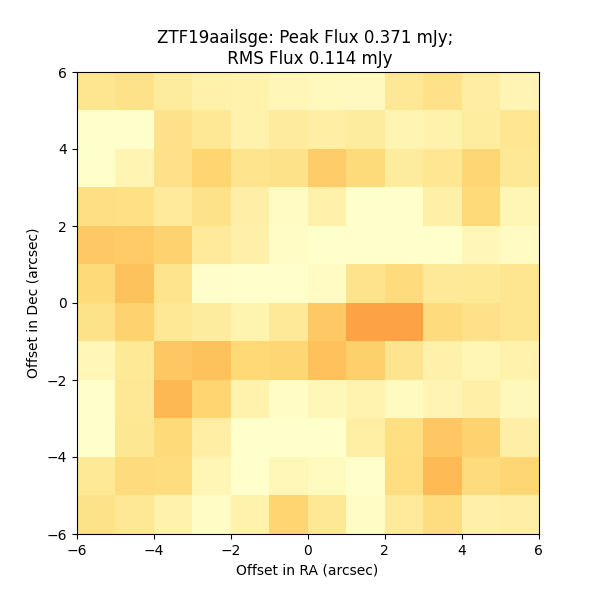 ZTF19aailsge: Peak Flux 0.371 mJy;
RMS Flux 0.114 mJy
6
4
2
0
−2
−4
−6
Offset in Dec (arcsec)
−6 −4 −2 0 2 4 6
Offset in RA (arcsec)